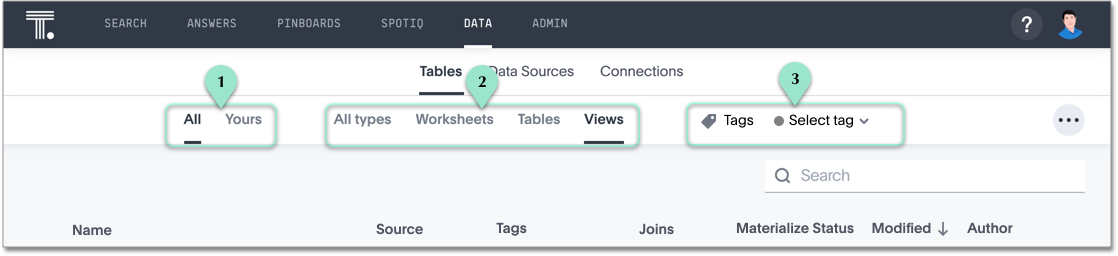 T.
SEARCH ANSWERS PINBOARDS SPOTIQ DATA ADMIN ?
Tables Data Sources Connections
1 2 3
All Yours All types Worksheets Tables Views Tags Select tag
Search
Name Source Tags Joins Materialize Status Modified Author